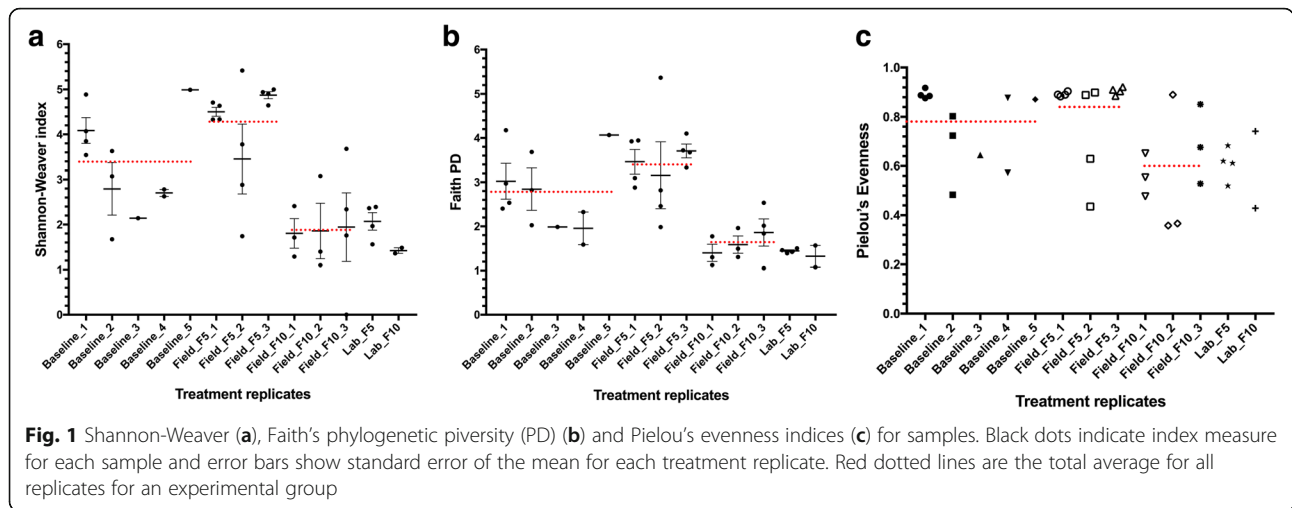 a
6
5
4
3
2
1
0
Shannon-Weaver index
Baseline_1
Baseline_2
Baseline_3
Baseline_4
Baseline_5
Field_F5_1
Field_F5_2
Field_F5_3
Field_F10_1
Field_F10_2
Field_F10_3
Lab_F5
Lab_F10
Treatment replicates
b
6
5
4
3
2
1
0
Faith PD
Baseline_1
Baseline_2
Baseline_3
Baseline_4
Baseline_5
Field_F5_1
Field_F5_2
Field_F5_3
Field_F10_1
Field_F10_2
Field_F10_3
Lab_F5
Lab_F10
Treatment replicates
c
1.0
0.8
0.6
0.4
0.2
0.0
Pielou's Evenness
Baseline_1
Baseline_2
Baseline_3
Baseline_4
Baseline_5
Field_F5_1
Field_F5_2
Field_F5_3
Field_F10_1
Field_F10_2
Field_F10_3
Lab_F5
Lab_F10
Treatment replicates
Fig. 1 Shannon-Weaver (a), Faith's phylogenetic piversity (PD) (b) and Pielou's evenness indices (c) for samples. Black dots indicate index measure
for each sample and error bars show standard error of the mean for each treatment replicate. Red dotted lines are the total average for all
replicates for an experimental group